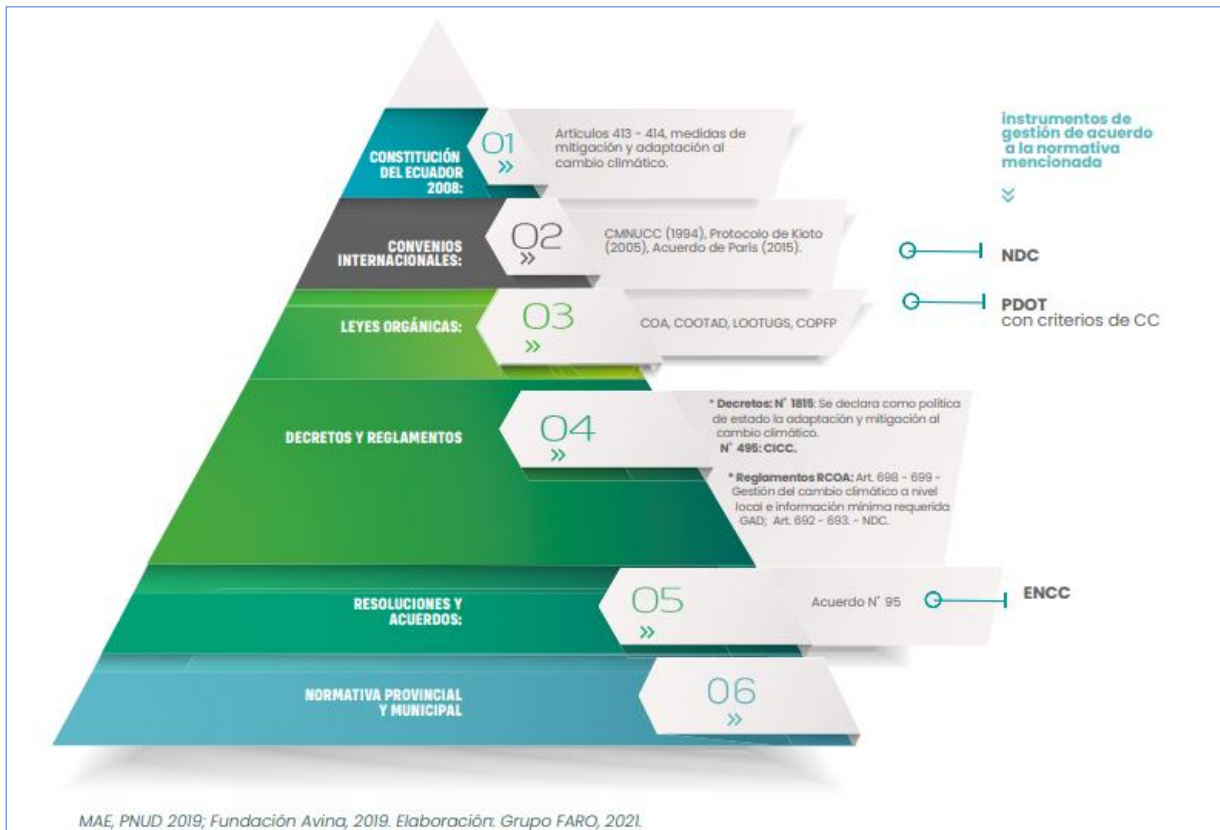 CONSTITUCIÓN
DEL ECUADOR
2008:
01
Artículos 413 - 414, medidas de
mitigación y adaptación al
cambio climático.
instrumentos de
gestión de acuerdo
a la normativa
mencionada
CONVENIOS
INTERNACIONALES:
02
CMNUCC (1994), Protocolo de Kioto
(2005), Acuerdo de París (2015).
NDC
LEYES ORGÁNICAS:
03
COA, COOTAD, LOOTUGS, COPFP
PDOT
con criterios de CC
DECRETOS Y REGLAMENTOS
04
* Decretos: N° 1815: Se declara como política
de estado la adaptación y mitigación al
cambio climático.
N° 495: CICC.
* Reglamentos RCOA: Art. 698 - 699 -
Gestión del cambio climático a nivel
local e información mínima requerida
GAD; Art. 692 - 693. - NDC.
RESOLUCIONES Y
ACUERDOS:
05
Acuerdo N° 95
ENCC
NORMATIVA PROVINCIAL
Y MUNICIPAL
06
MAE, PNUD 2019; Fundación Avina, 2019. Elaboración: Grupo FARO, 2021.